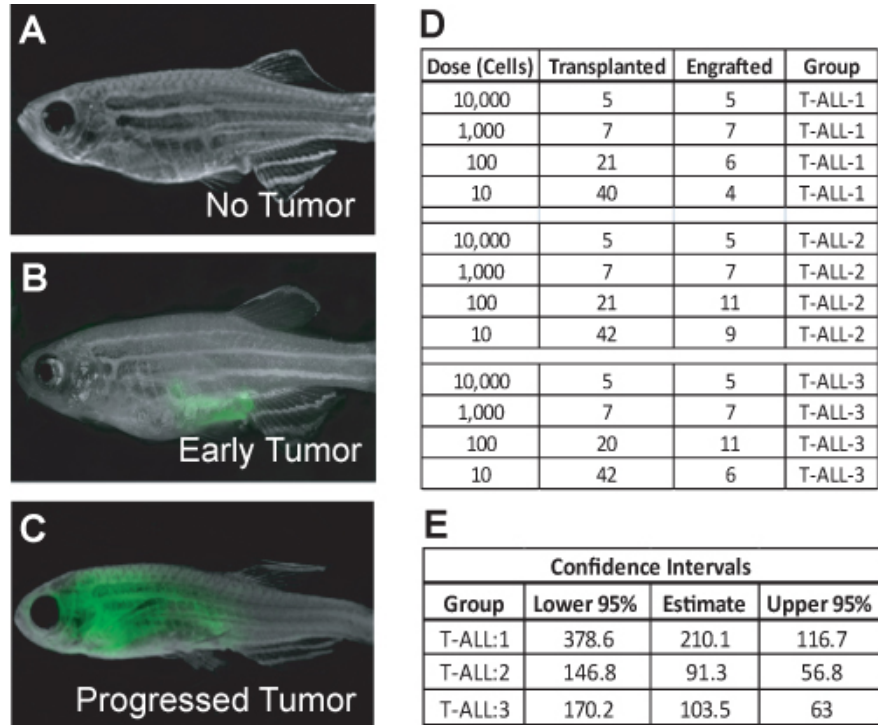 A
No Tumor
B
Early Tumor
C
Progressed Tumor
D
Dose (Cells) Transplanted Engrafted Group
10,000 5 5 T-ALL-1
1,000 7 7 T-ALL-1
100 21 6 T-ALL-1
10 40 4 T-ALL-1
10,000 5 5 T-ALL-2
1,000 7 7 T-ALL-2
100 21 11 T-ALL-2
10 42 9 T-ALL-2
10,000 5 5 T-ALL-3
1,000 7 7 T-ALL-3
100 20 11 T-ALL-3
10 42 6 T-ALL-3
E
Confidence Intervals
Group Lower 95% Estimate Upper 95%
T-ALL:1 378.6 210.1 116.7
T-ALL:2 146.8 91.3 56.8
T-ALL:3 170.2 103.5 63